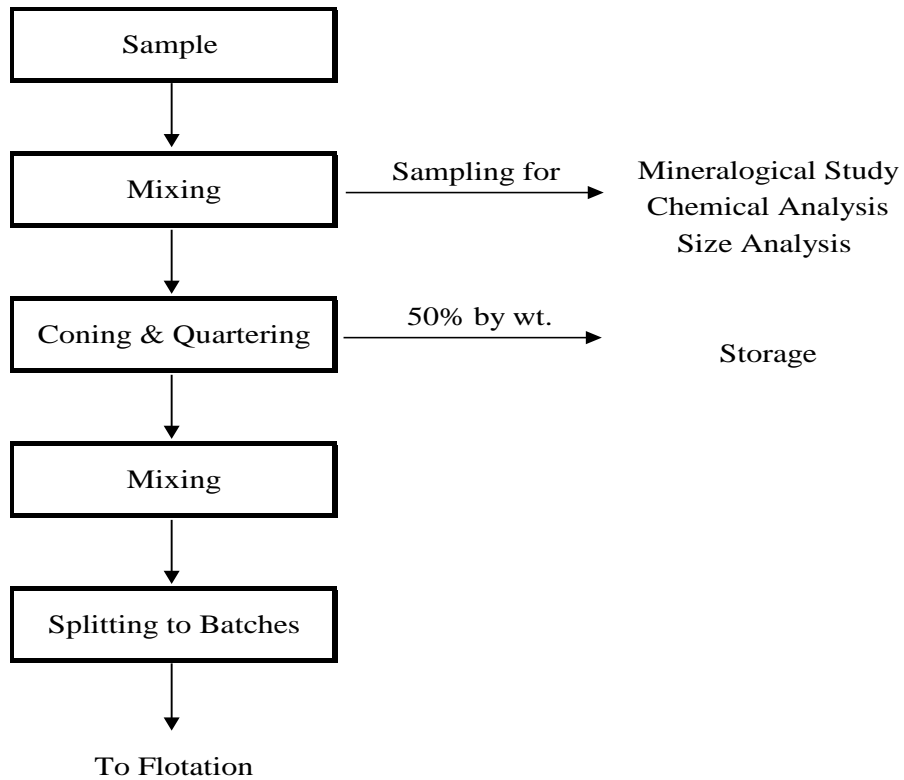 Sample
Mixing
Sampling for
Mineralogical Study
Chemical Analysis
Size Analysis
Coning & Quartering
50% by wt.
Storage
Mixing
Splitting to Batches
To Flotation